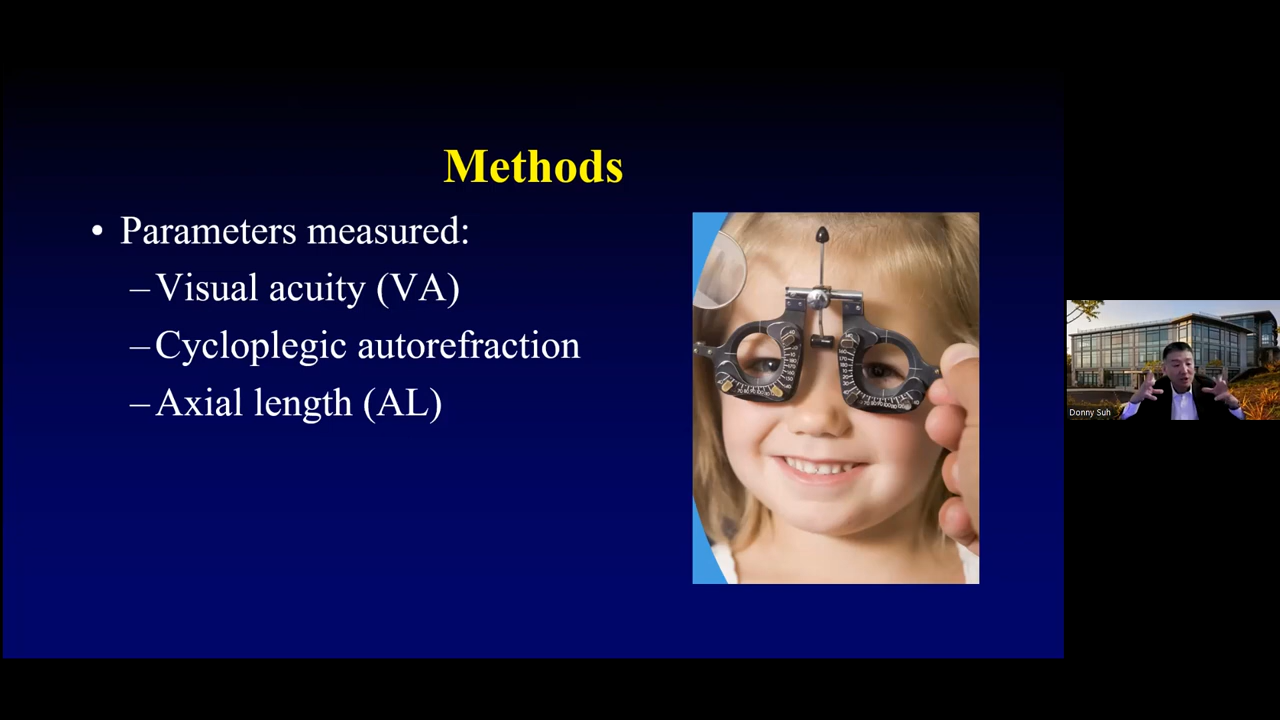 Methods
• Parameters measured:
–Visual acuity (VA)
–Cycloplegic autorefraction
–Axial length (AL)
Donny Suh